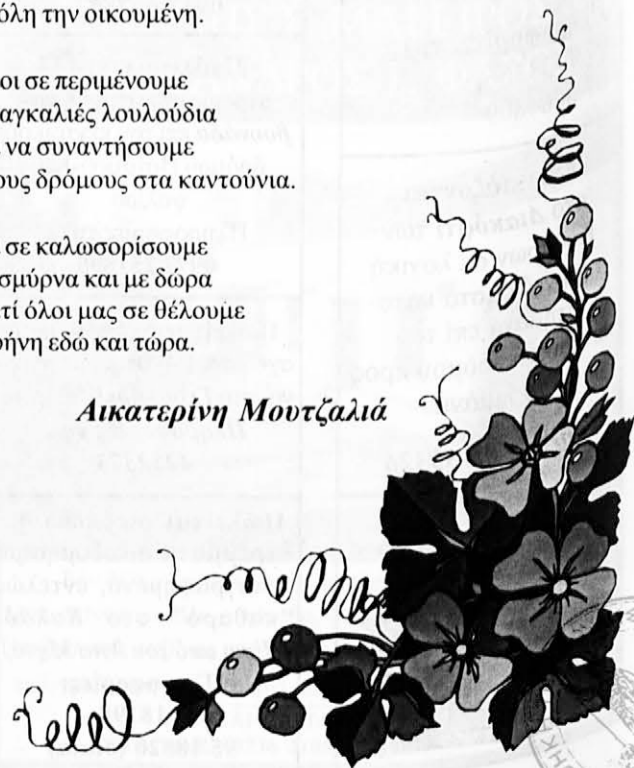 όλη την οικουμένη.
οι σε περιμένουμε
αγκαλιές λουλούδια
να συναντήσουμε
ους δρόμους στα καντούνια.
σε καλωσορίσουμε
σμύρνα και με δώρα
τί όλοι μας σε θέλουμε
ρήνη εδώ και τώρα.
Αικατερίνη Μουτζαλιά